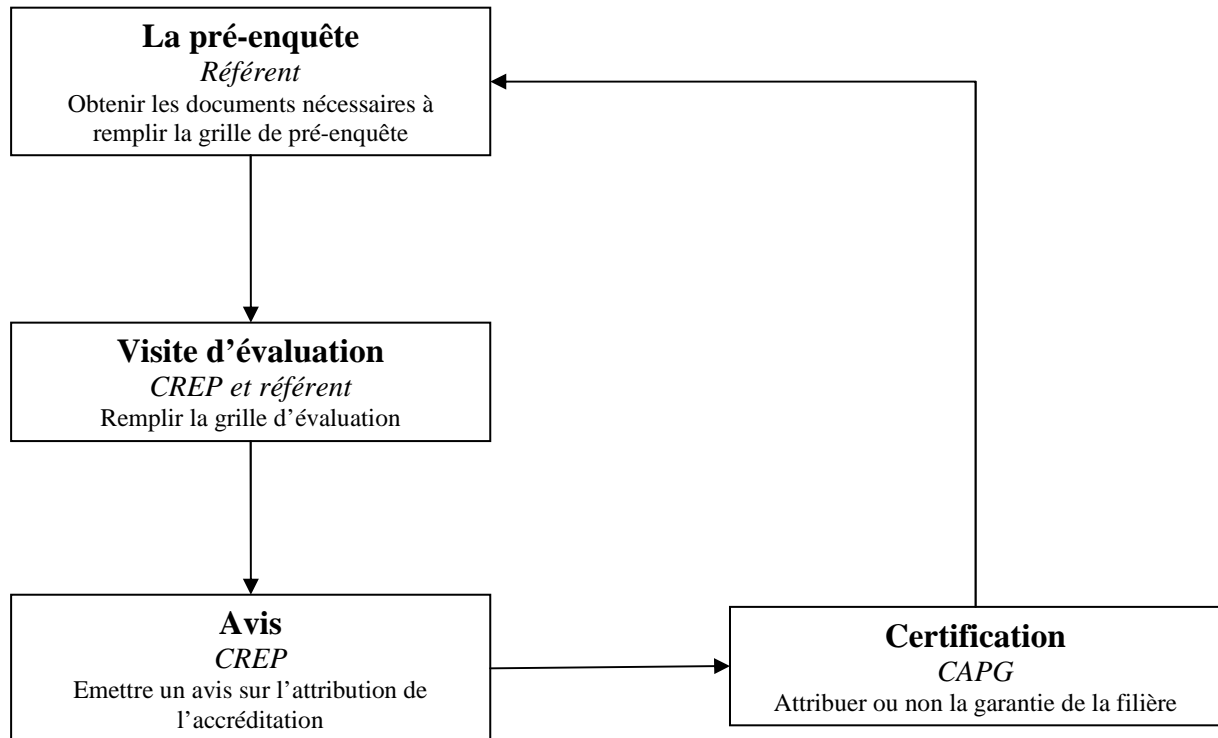 La pré-enquête
Référent
Obtenir les documents nécessaires à
remplir la grille de pré-enquête
Visite d’évaluation
CREP et référent
Remplir la grille d’évaluation
Avis
CREP
Emettre un avis sur l’attribution de
l’accréditation
Certification
CAPG
Attribuer ou non la garantie de la filière